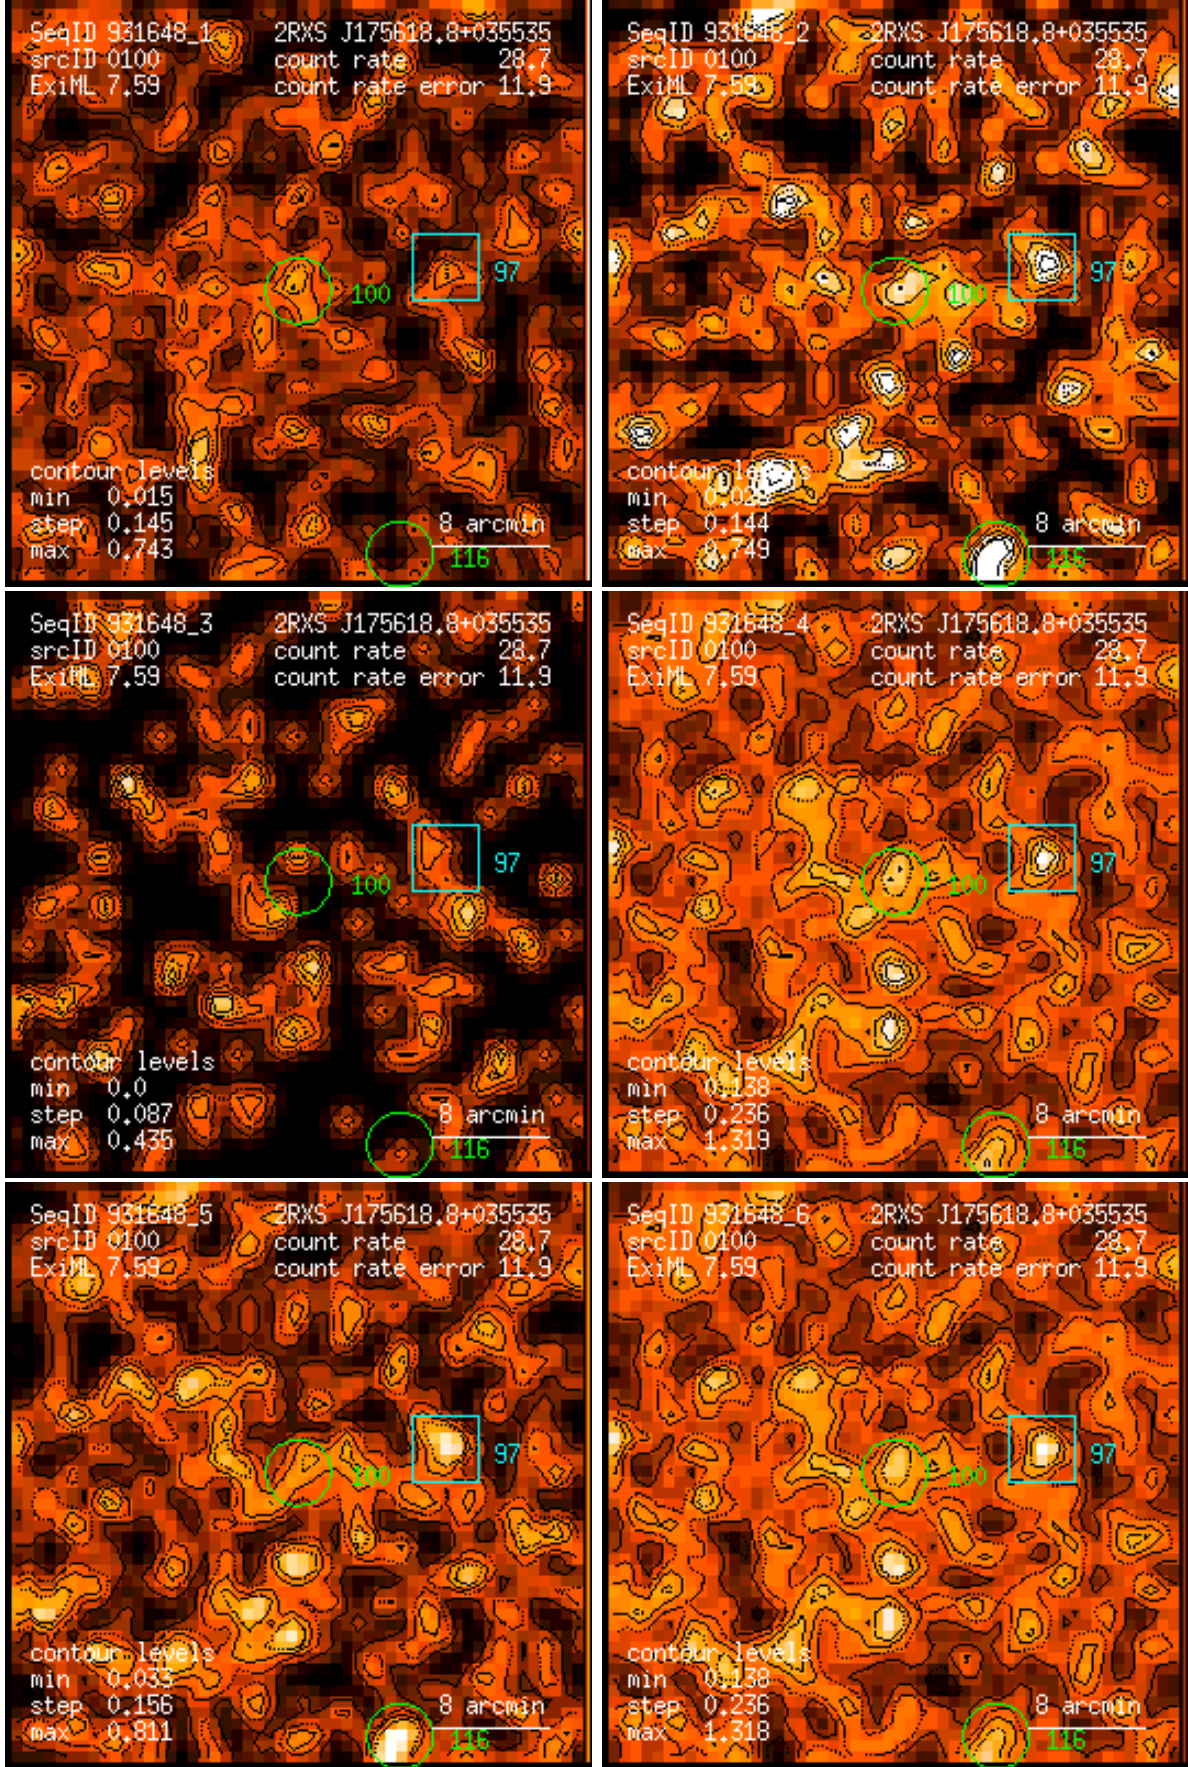 SeqID 931648_1 2RXS J175618.8+035535
srcID 0100 count rate 28.7
ExiML 7.59 count rate error 11.9
97
100
contour levels
min 0.015
step 0.145 8 arcmin
max 0.743 116
SeqID 931648_2 2RXS J175618.8+035535
srcID 0100 count rate 28.7
ExiML 7.59 count rate error 11.9
97
100
contour levels
min
step 0.144 8 arcmin
max 0.749 116
SeqID 931648_3 2RXS J175618.8+035535
srcID 0100 count rate 28.7
ExiML 7.59 count rate error 11.9
97
100
contour levels
min 0.0
step 0.087 8 arcmin
max 0.435 116
SeqID 931648_4 2RXS J175618.8+035535
srcID 0100 count rate 28.7
ExiML 7.59 count rate error 11.9
97
100
contour levels
min 0.138
step 0.236 8 arcmin
max 1.319 116
SeqID 931648_5 2RXS J175618.8+035535
srcID 0100 count rate 28.7
ExiML 7.59 count rate error 11.9
97
100
contour levels
min 0.033
step 0.156 8 arcmin
max 0.811 116
SeqID 931648_6 2RXS J175618.8+035535
srcID 0100 count rate 28.7
ExiML 7.59 count rate error 11.9
97
100
contour levels
min 0.138
step 0.236 8 arcmin
max 1.318 116